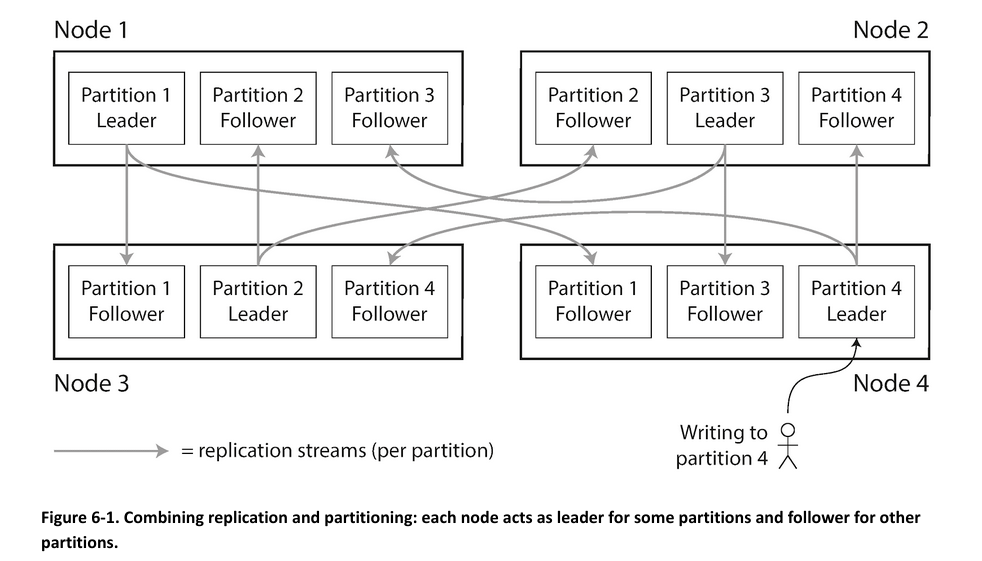 Node 1
Node 2
Partition 1
Leader
Partition 2
Follower
Partition 3
Follower
Partition 2
Follower
Partition 3
Leader
Partition 4
Follower
Partition 1
Follower
Partition 2
Leader
Partition 4
Follower
Partition 1
Follower
Partition 3
Follower
Partition 4
Leader
Node 3
Node 4
= replication streams (per partition)
Writing to
partition 4
Figure 6-1. Combining replication and partitioning: each node acts as leader for some partitions and follower for other
partitions.